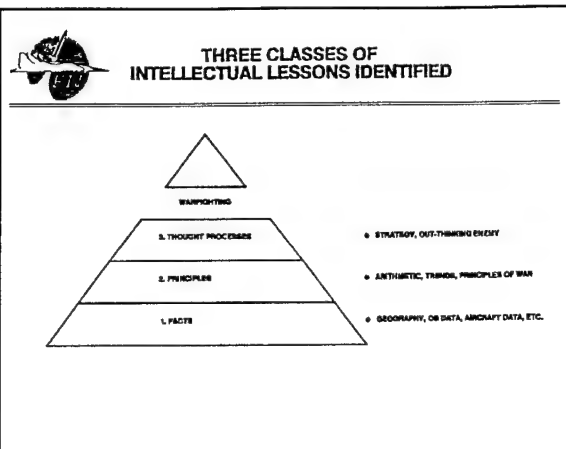 THREE CLASSES OF
INTELLECTUAL LESSONS IDENTIFIED
WARFIGHTING
3. THOUGHT PROCESSES
• STRATEGY, OUT-THINKING ENEMY
2. PRINCIPLES
• ARITHMETIC, TRENDS, PRINCIPLES OF WAR
1. FACTS
• GEOGRAPHY, OB DATA, AIRCRAFT DATA, ETC.